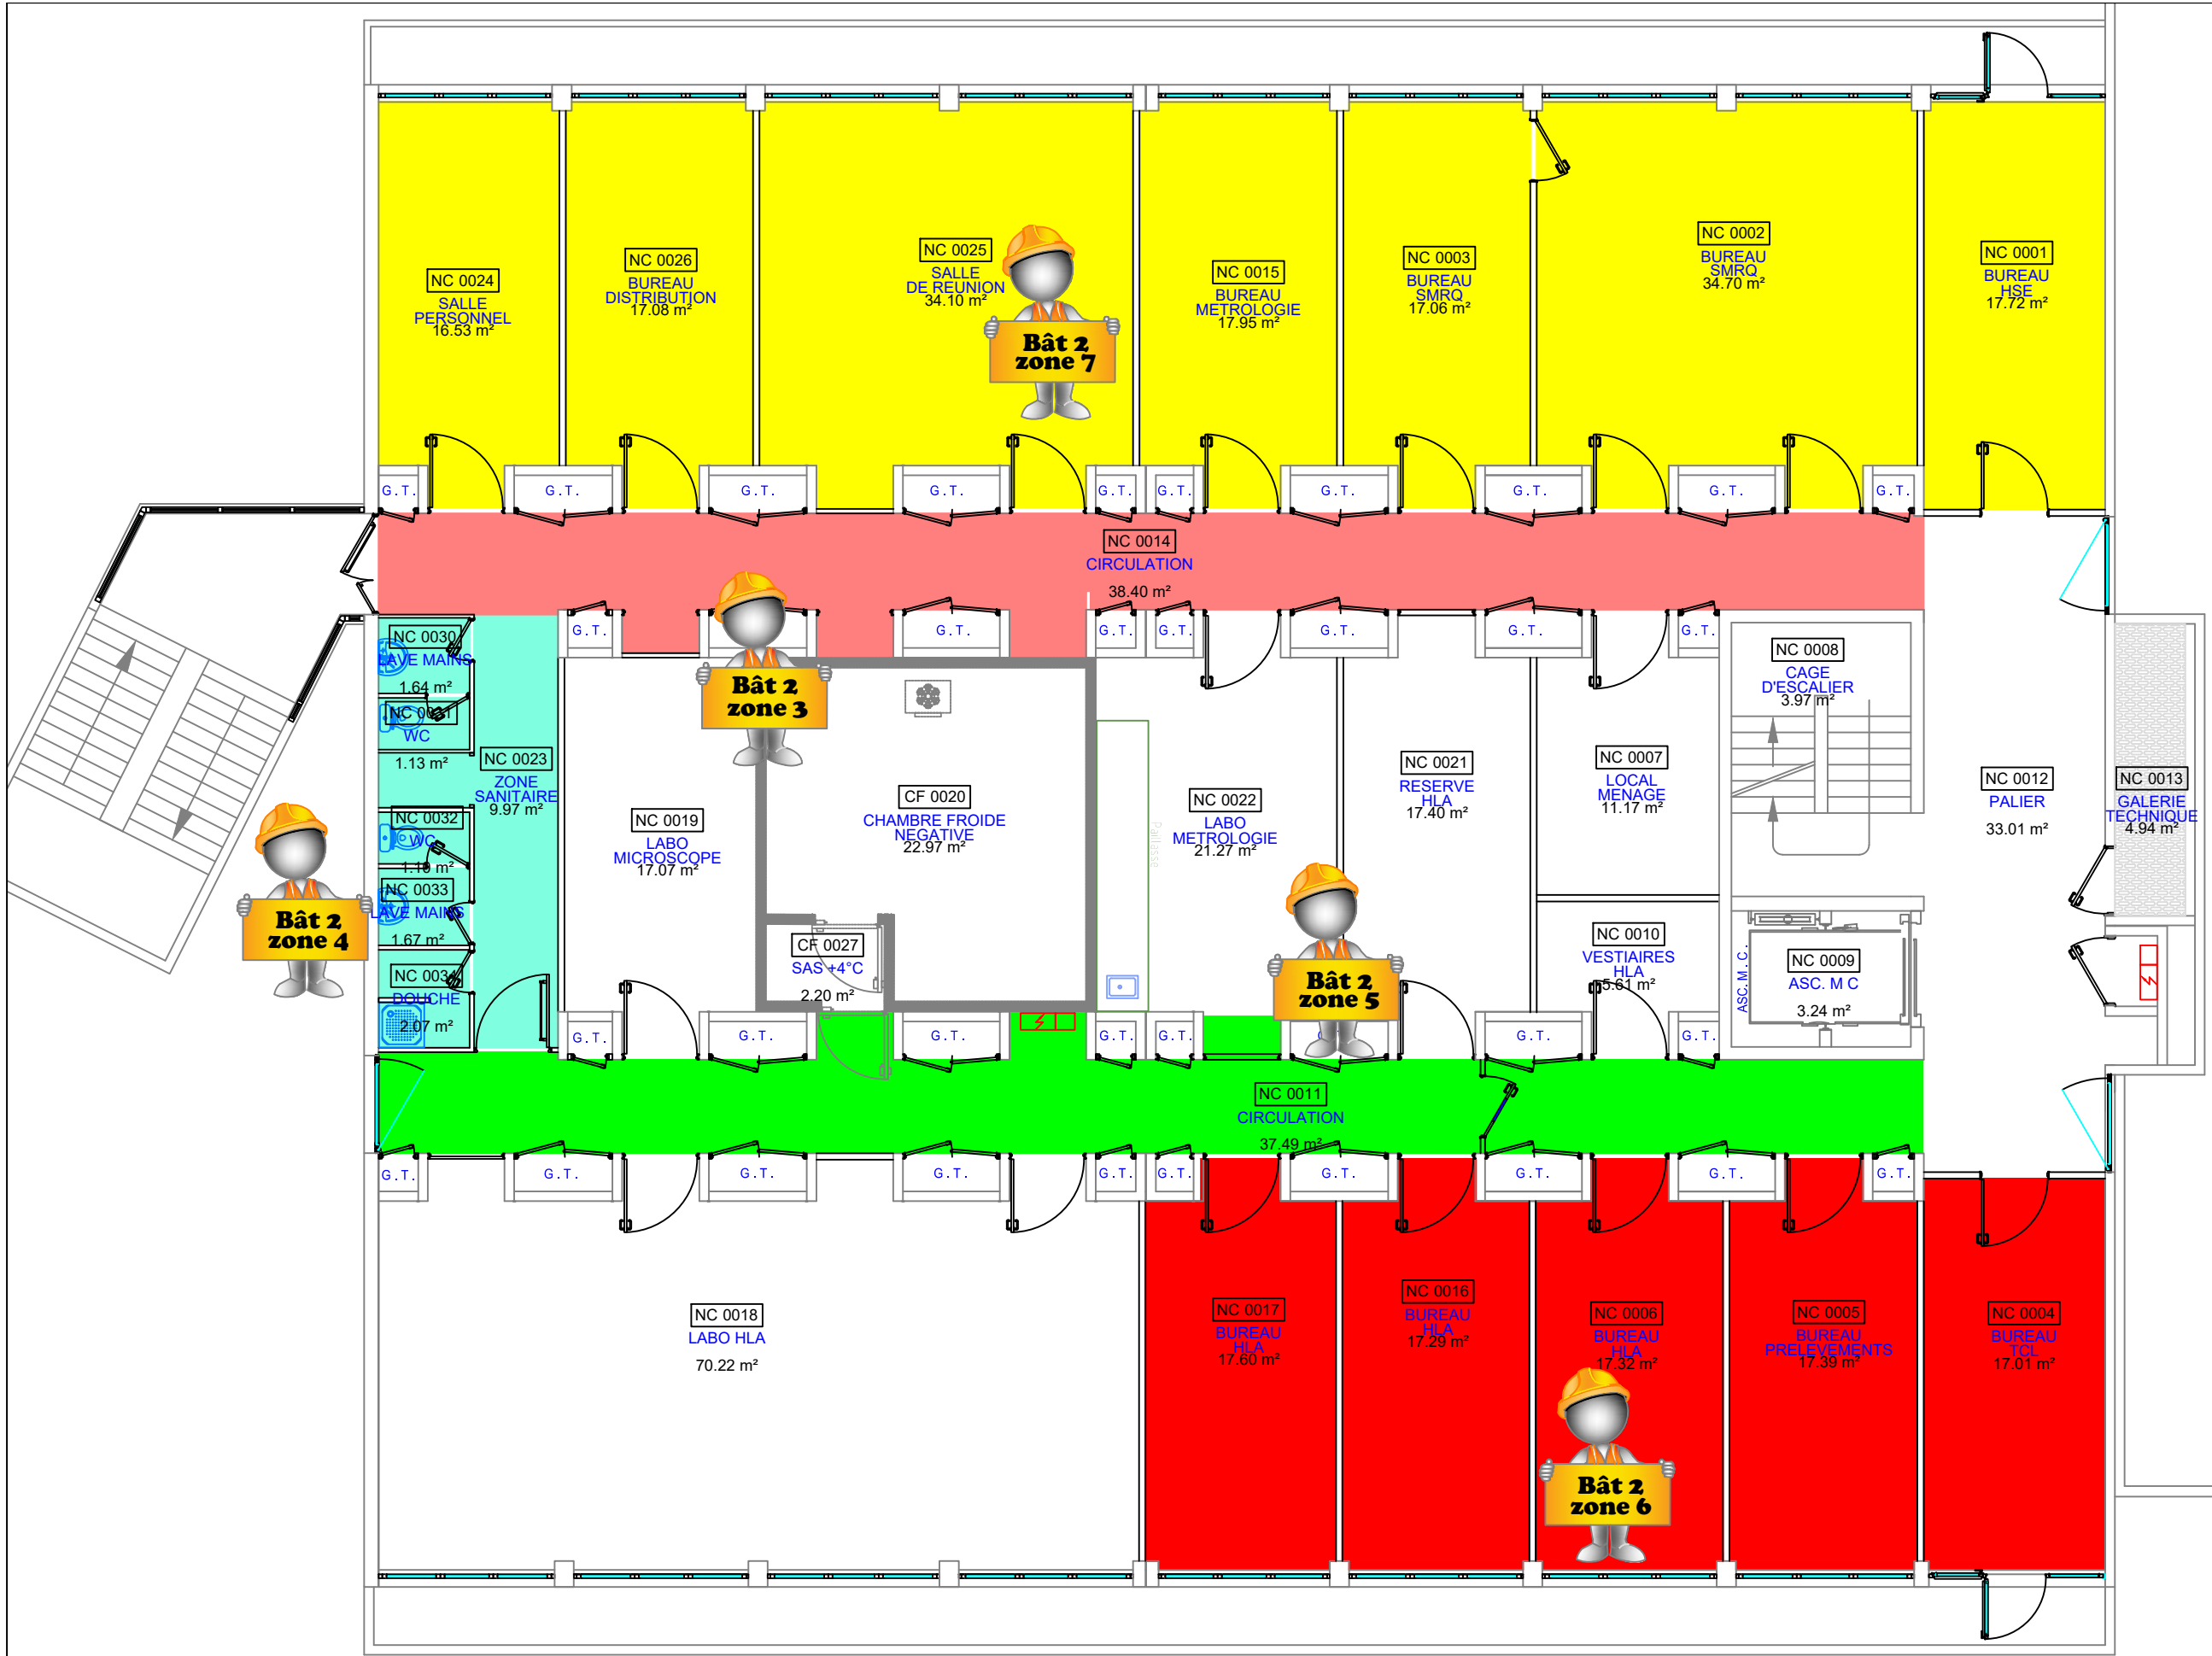 NC 0024
SALLE
PERSONNEL
16.53 m²
NC 0026
BUREAU
DISTRIBUTION
17.08 m²
NC 0025
SALLE
DE REUNION
34.10 m²
Bât 2
zone 7
NC 0015
BUREAU
METROLOGIE
17.95 m²
NC 0003
BUREAU
SMRQ
17.06 m²
NC 0002
BUREAU
SMRQ
34.70 m²
NC 0001
BUREAU
HSE
17.72 m²
G.T.
G.T.
G.T.
G.T.
G.T.
G.T.
G.T.
G.T.
G.T.
G.T.
NC 0014
CIRCULATION
38.40 m²
G.T.
G.T.
G.T.
G.T.
G.T.
G.T.
G.T.
NC 0030
LAVE MAINS
1.64 m²
WC
1.13 m²
NC 0023
ZONE
SANITAIRE
9.97 m²
NC 0032
WC
NC 0033
LAVE MAINS
1.67 m²
NC 0034
DOUCHE
2.07 m²
Bât 2
zone 4
Bât 2
zone 3
NC 0019
LABO
MICROSCOPE
17.07 m²
CF 0020
CHAMBRE FROIDE
NEGATIVE
22.97 m²
CF 0027
SAS +4°C
2.20 m²
Paillasse
NC 0022
LABO
METROLOGIE
21.27 m²
NC 0021
RESERVE
HLA
17.40 m²
Bât 2
zone 5
NC 0007
LOCAL
MENAGE
11.17 m²
NC 0010
VESTIAIRES
HLA
5.61 m²
NC 0008
CAGE
D'ESCALIER
3.97 m²
ASC. M. C.
NC 0009
ASC. M C
3.24 m²
NC 0012
PALIER
33.01 m²
NC 0013
GALERIE
TECHNIQUE
4.94 m²
G.T.
G.T.
G.T.
G.T.
G.T.
G.T.
G.T.
NC 0011
CIRCULATION
37.49 m²
G.T.
G.T.
G.T.
G.T.
G.T.
G.T.
G.T.
G.T.
G.T.
G.T.
NC 0018
LABO HLA
70.22 m²
NC 0017
BUREAU
HLA
17.60 m²
NC 0016
BUREAU
HLA
17.29 m²
NC 0006
BUREAU
HLA
17.32 m²
Bât 2
zone 6
NC 0005
BUREAU
PRELEVEMENTS
17.39 m²
NC 0004
BUREAU
TCL
17.01 m²